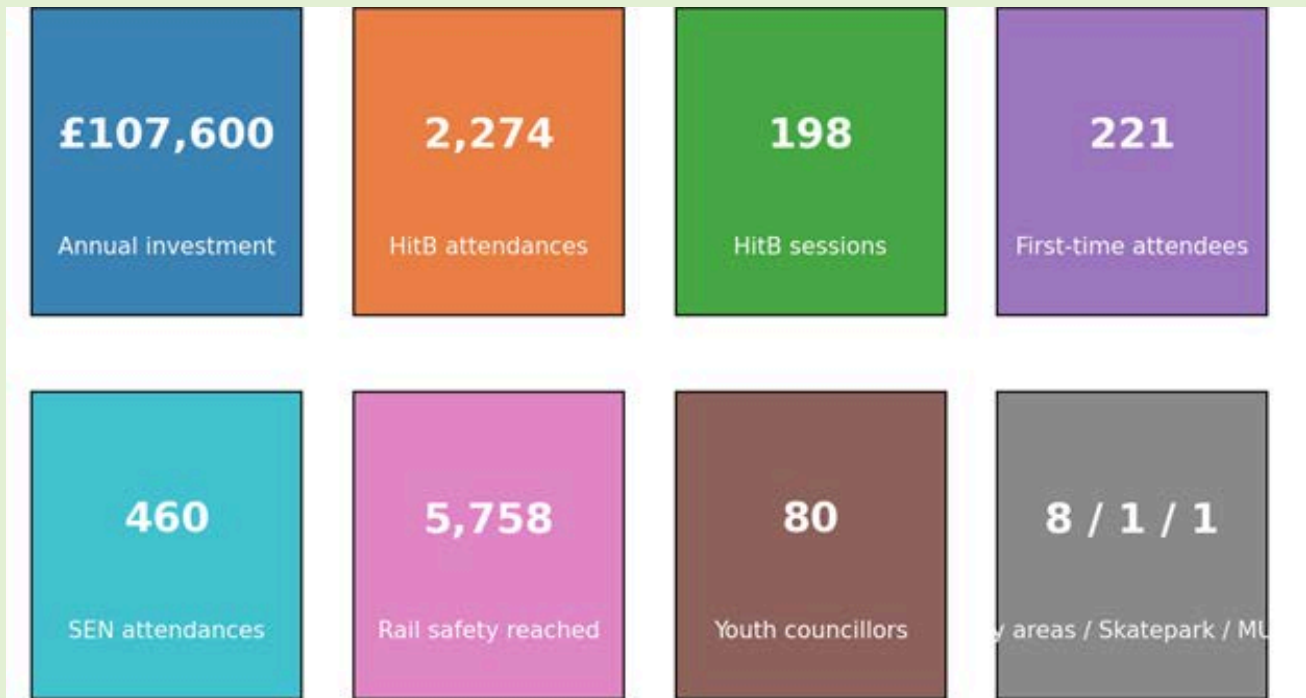 £107,600
Annual investment
2,274
HitB attendances
198
HitB sessions
221
First-time attendees
460
SEN attendances
5,758
Rail safety reached
80
Youth councillors
8 / 1 / 1
areas / Skatepark /